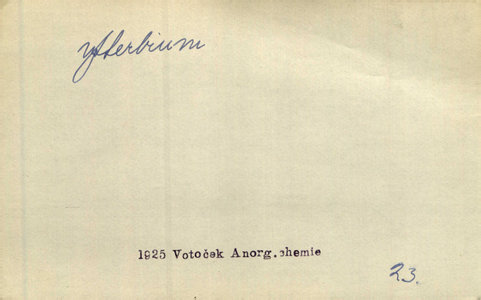 ytterbium
1925 Votoček Anorg.chemie
23.